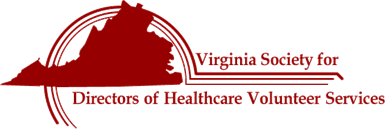 Virginia Society for
Directors of Healthcare Volunteer Services